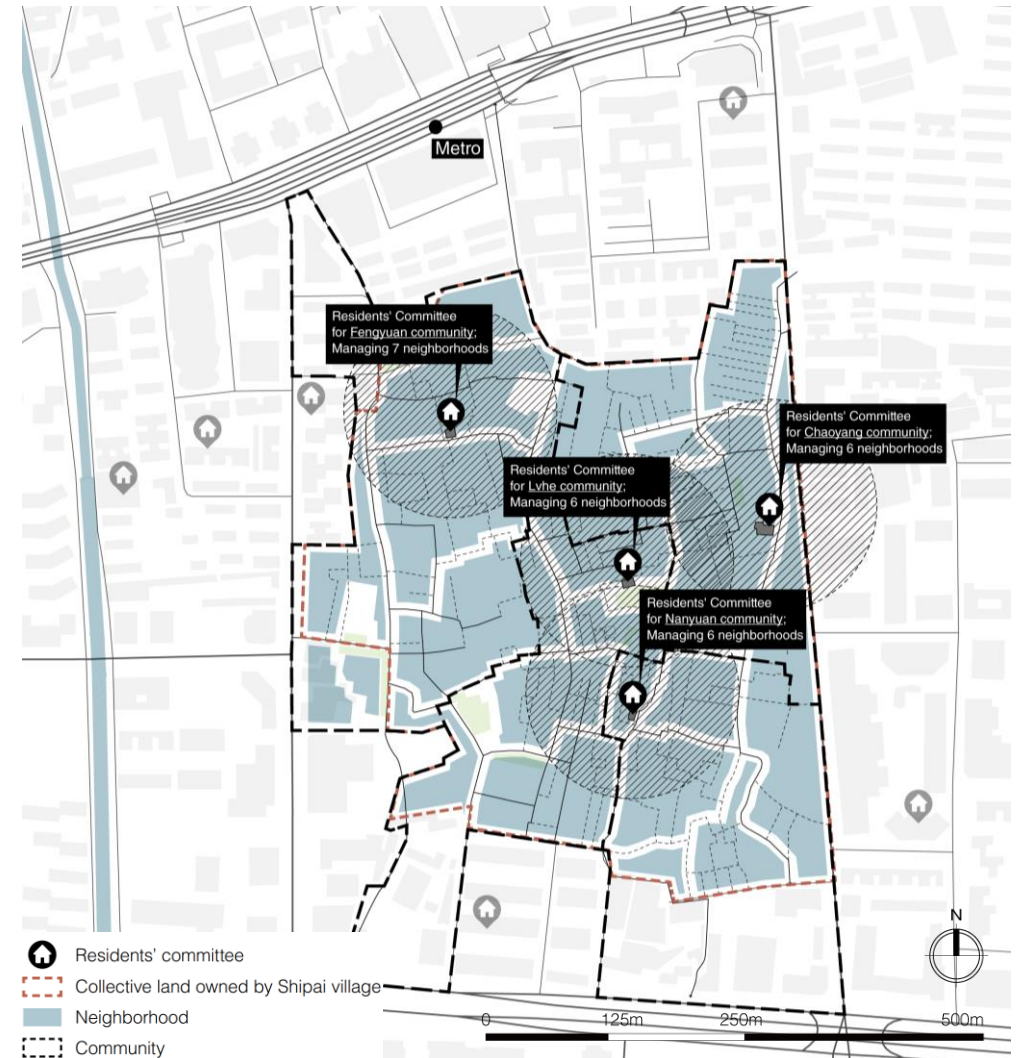 Metro
Residents' Committee
for Fengyuan community;
Managing 7 neighborhoods
Residents' Committee
for Chaoyang community;
Managing 6 neighborhoods
Residents' Committee
for Lvhe community;
Managing 6 neighborhoods
Residents' Committee
for Nanyuan community;
Managing 6 neighborhoods
N
Residents' committee
Collective land owned by Shipai village
Neighborhood
Community
0 125m 250m 500m